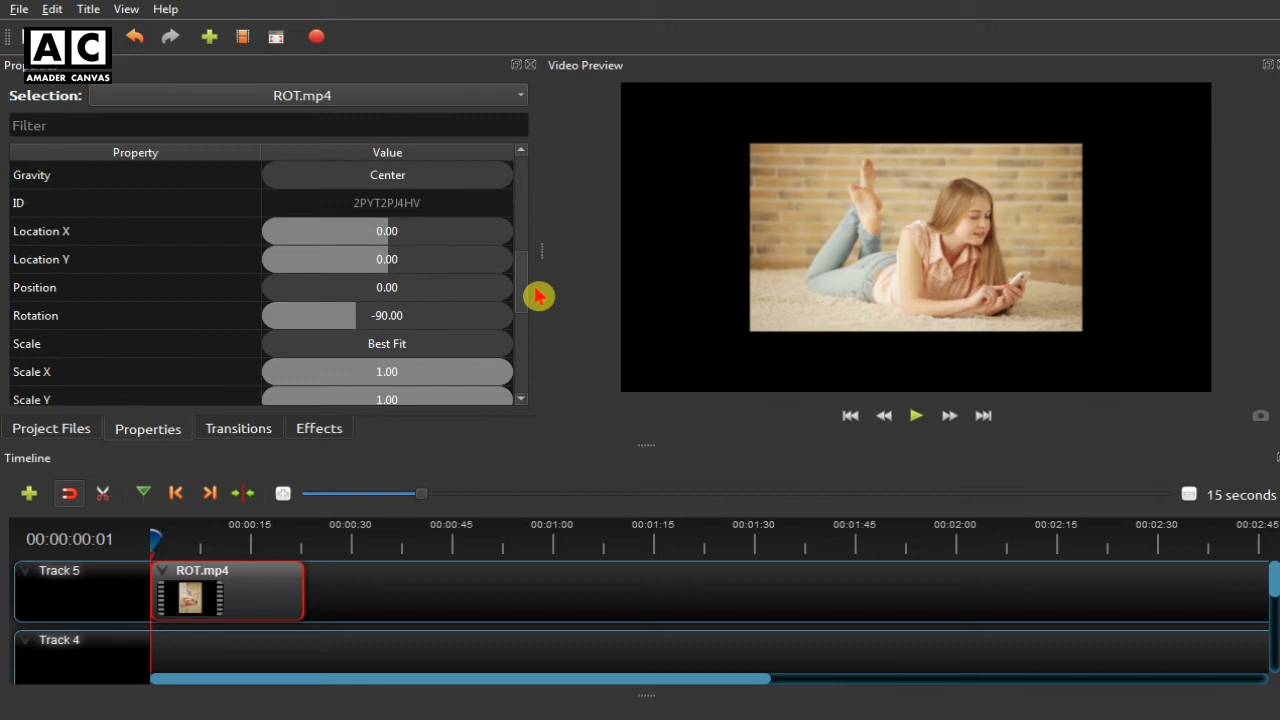 File Edit Title View Help
AC
AMADER CANVAS
Pro
Video Preview
Selection: ROT.mp4
Filter
Property Value
Gravity Center
ID 2PYT2PJ4HV
Location X 0.00
Location Y 0.00
Position 0.00
Rotation -90.00
Scale Best Fit
Scale X 1.00
Scale Y 1.00
Project Files Properties Transitions Effects
Timeline
15 seconds
00:00:00:01 00:00:15 00:00:30 00:00:45 00:01:00 00:01:15 00:01:30 00:01:45 00:02:00 00:02:15 00:02:30 00:02:45
Track 5 ROT.mp4
Track 4